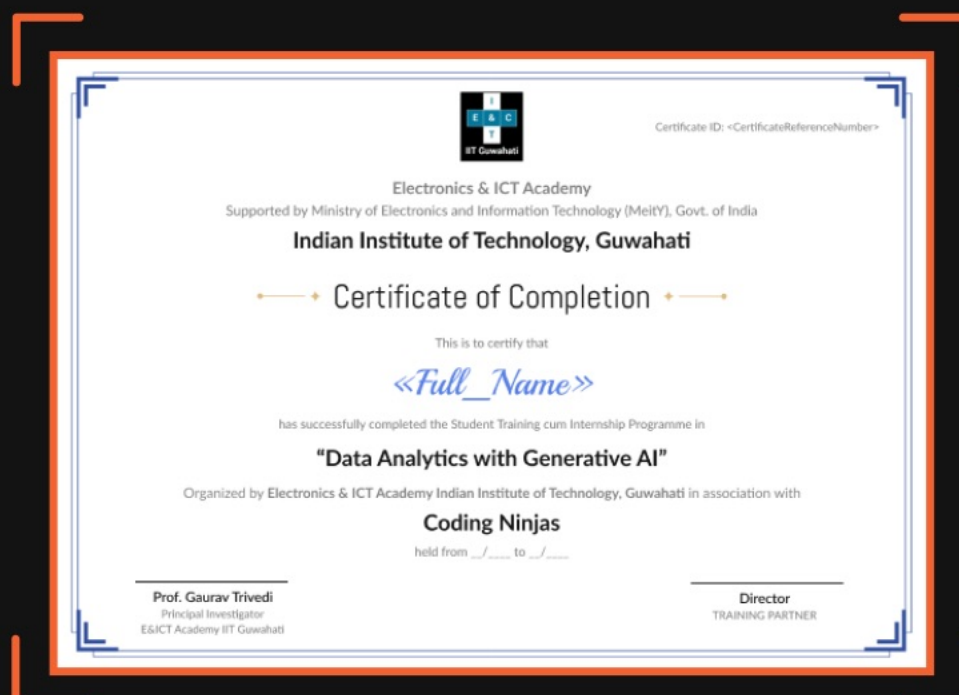 I
E & C
T
IIT Guwahati
Certificate ID: <CertificateReferenceNumber>
Electronics & ICT Academy
Supported by Ministry of Electronics and Information Technology (MeitY), Govt. of India
Indian Institute of Technology, Guwahati
Certificate of Completion
This is to certify that
«Full_Name»
has successfully completed the Student Training cum Internship Programme in
“Data Analytics with Generative AI”
Organized by Electronics & ICT Academy Indian Institute of Technology, Guwahati in association with
Coding Ninjas
held from __/____ to __/____
Prof. Gaurav Trivedi
Principal Investigator
E&ICT Academy IIT Guwahati
Director
TRAINING PARTNER